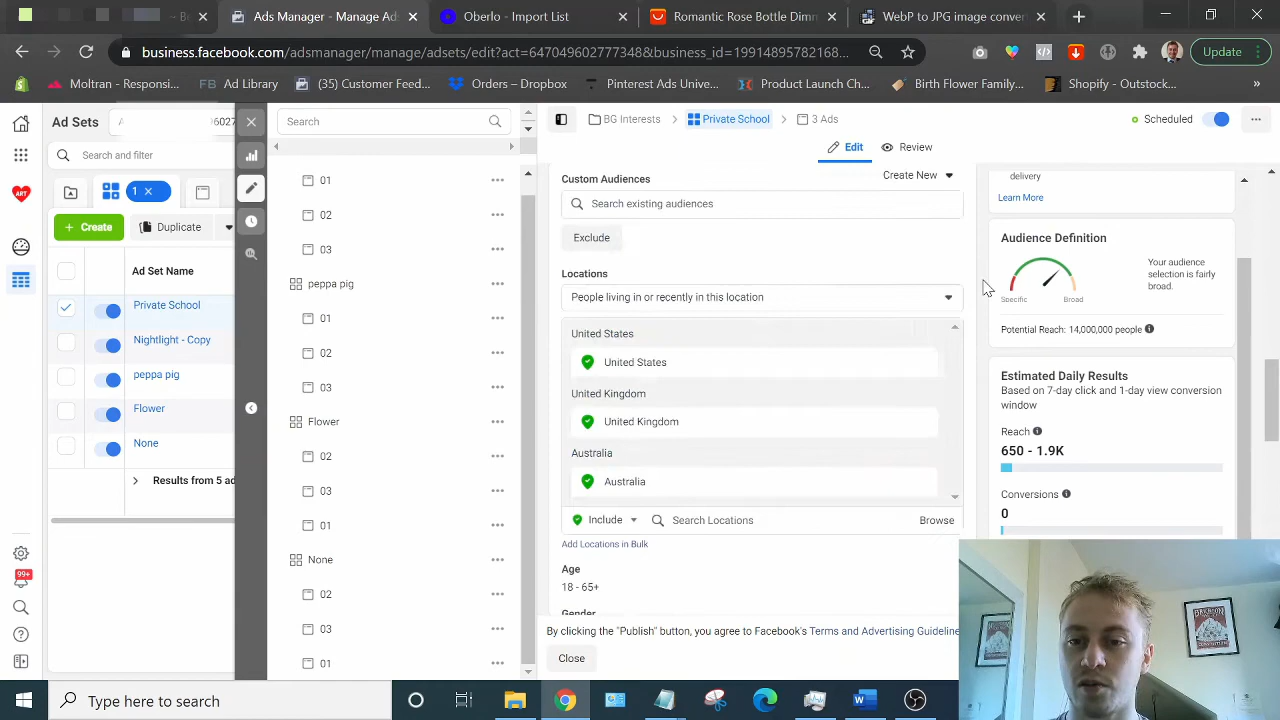 Ads Manager - Manage Ads
Oberlo - Import List
Romantic Rose Bottle Dimm
WebP to JPG image conver
business.facebook.com/adsmanager/manage/adsets/edit?act=647049602777348&business_id=19914895782168...
Update
Moltran - Responsi...
FB Ad Library
(35) Customer Feed...
Orders – Dropbox
Pinterest Ads Univ...
Product Launch Ch...
Birth Flower Family...
Shopify - Outstock...
»
Ad Sets
6027
Search
BG Interests
Private School
3 Ads
Scheduled
Search and filter
Edit
Review
1
+ Create
Duplicate
Ad Set Name
Private School
Nightlight - Copy
peppa pig
Flower
None
Results from 5 ad
99+
01
02
03
Peppa pig
01
02
03
Flower
02
03
01
None
02
03
01
Custom Audiences
Create New
Search existing audiences
Exclude
Locations
People living in or recently in this location
United States
United States
United Kingdom
United Kingdom
Australia
Australia
Include
Search Locations
Browse
Add Locations in Bulk
Age
18 - 65+
Gender
By clicking the "Publish" button, you agree to Facebook's Terms and Advertising Guideline
Close
delivery
Learn More
Audience Definition
Your audience
selection is fairly
broad.
Specific
Broad
Potential Reach: 14,000,000 people
Estimated Daily Results
Based on 7-day click and 1-day view conversion
window
Reach
650 - 1.9K
Conversions
0
Type here to search